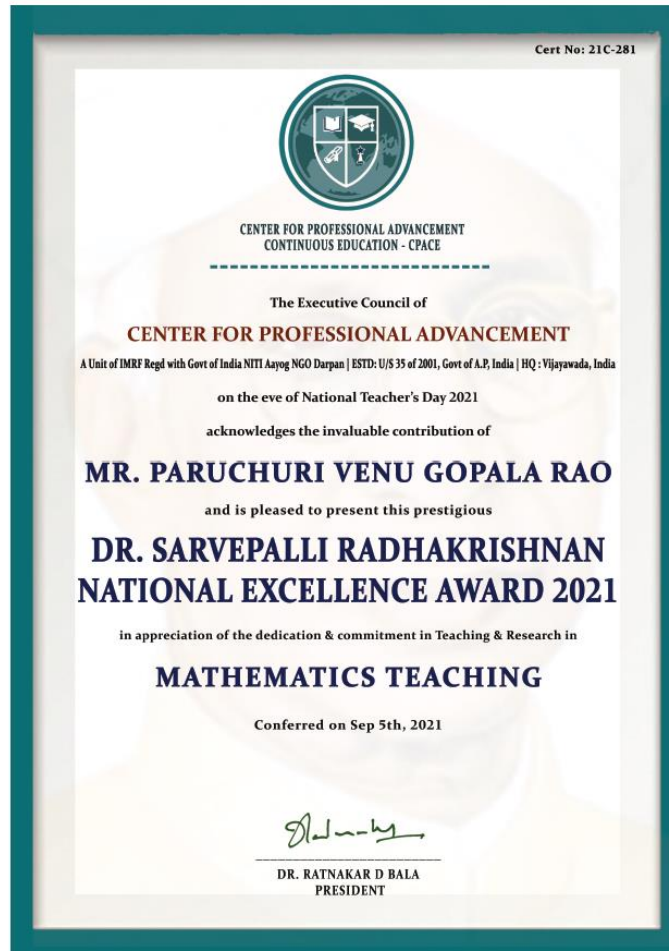 Cert No: 21C-281
CENTER FOR PROFESSIONAL ADVANCEMENT
CONTINUOUS EDUCATION - CPACE
The Executive Council of
CENTER FOR PROFESSIONAL ADVANCEMENT
A Unit of IMRF Regd with Govt of India NITI Aayog NGO Darpan | ESTD: U/S 35 of 2001, Govt of A.P, India | HQ : Vijayawada, India
on the eve of National Teacher's Day 2021
acknowledges the invaluable contribution of
MR. PARUCHURI VENU GOPALA RAO
and is pleased to present this prestigious
DR. SARVEPALLI RADHAKRISHNAN
NATIONAL EXCELLENCE AWARD 2021
in appreciation of the dedication & commitment in Teaching & Research in
MATHEMATICS TEACHING
Conferred on Sep 5th, 2021
DR. RATNAKAR D BALA
PRESIDENT